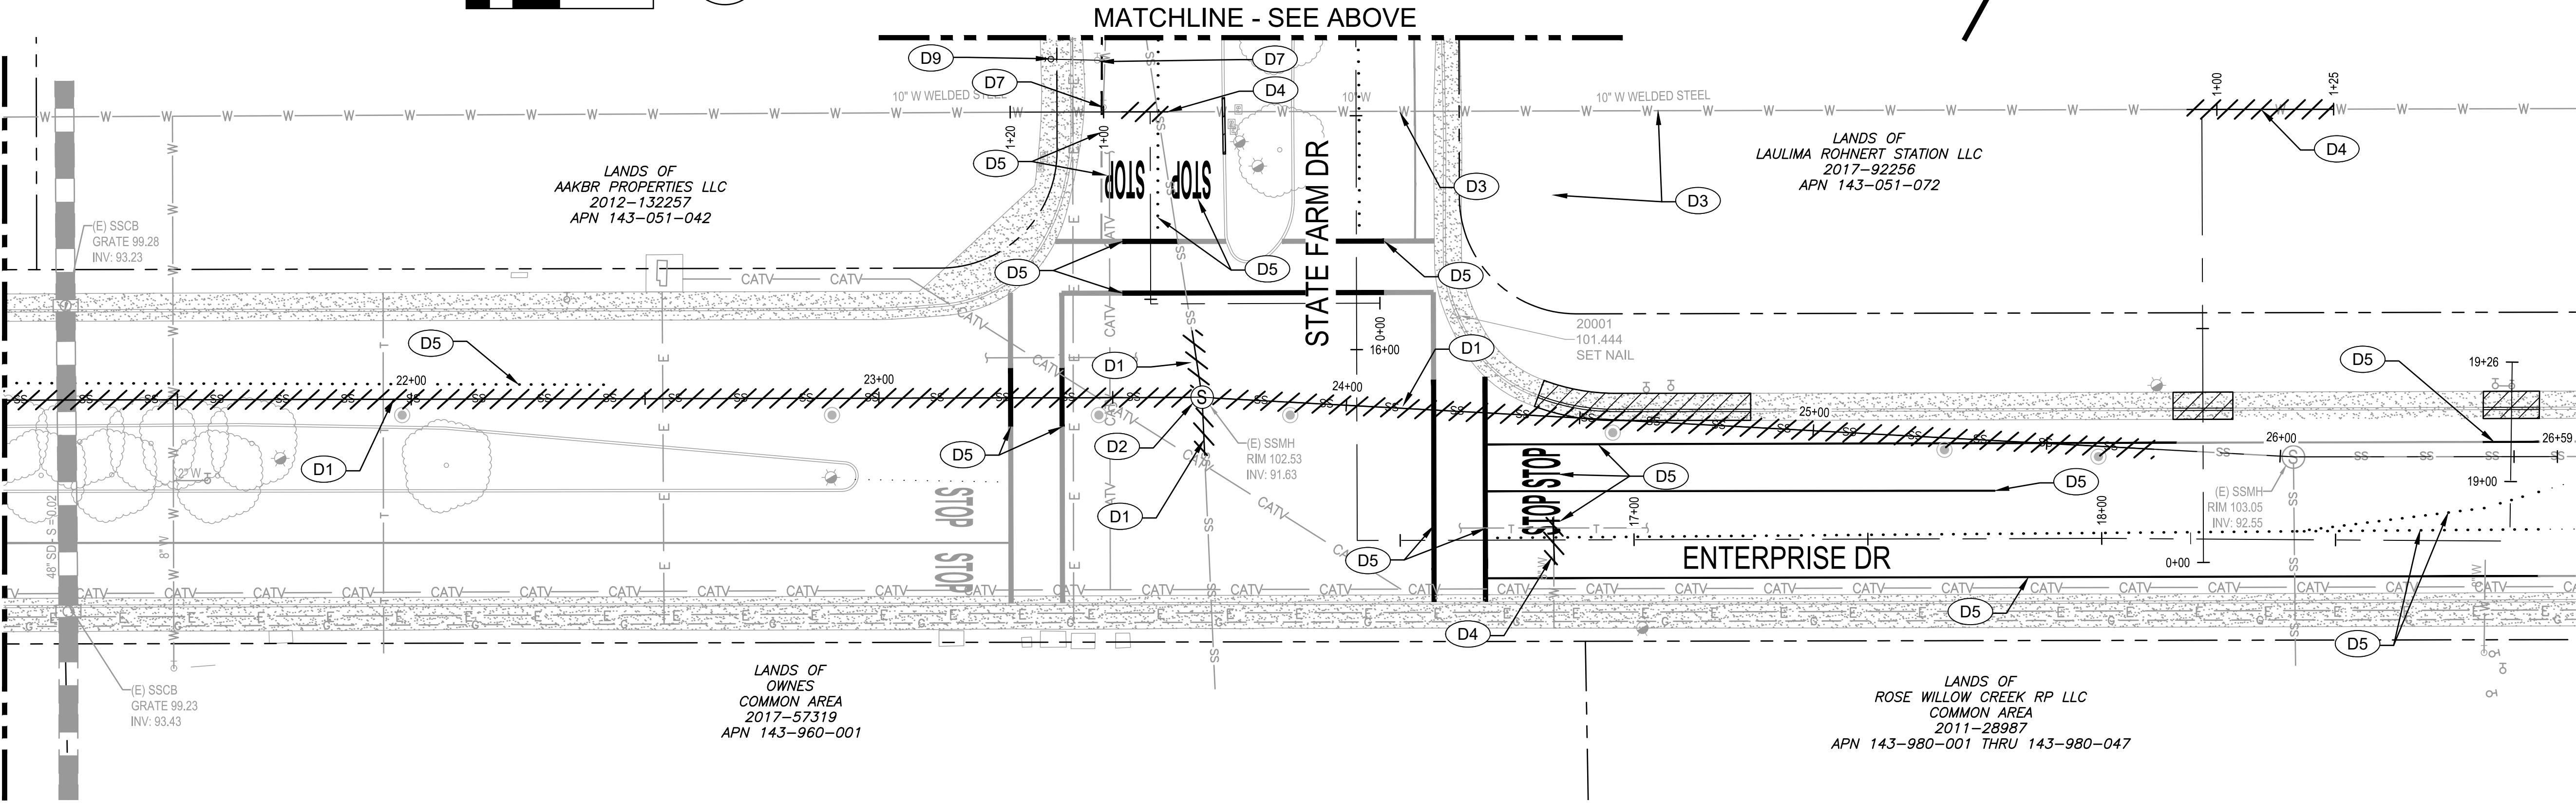 MATCHLINE - SEE ABOVE
D9
D7
D7
D4
10" W WELDED STEEL
10" W
10" W WELDED STEEL
1+00
1+25
1+20
1+00
D5
D4
D3
D3
LANDS OF
AAKBR PROPERTIES LLC
2012-132257
APN 143-051-042
LANDS OF
LAULIMA ROHNERT STATION LLC
2017-92256
APN 143-051-072
STOP
STOP
STATE FARM DR
(E) SSCB
GRATE 99.28
INV: 93.23
D5
D5
D5
CATV
CATV
20001
101.444
SET NAIL
0+00
16+00
D5
D1
D1
D5
19+26
22+00
23+00
24+00
25+00
26+00
26+59
D1
D5
D2
D1
(E) SSMH
RIM 102.53
INV: 91.63
STOP
STOP
STOP STOP
D5
D5
17+00
18+00
19+00
(E) SSMH
RIM 103.05
INV: 92.55
0+00
48" SD - S = 0.02
2" W
8" W
ENTERPRISE DR
D5
D5
D4
D5
(E) SSCB
GRATE 99.23
INV: 93.43
LANDS OF
OWNES
COMMON AREA
2017-57319
APN 143-960-001
LANDS OF
ROSE WILLOW CREEK RP LLC
COMMON AREA
2011-28987
APN 143-980-001 THRU 143-980-047